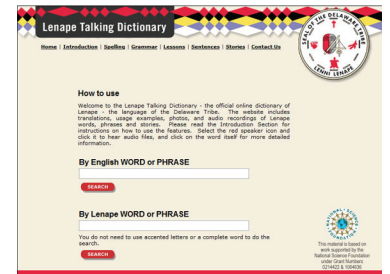 Lenape Talking Dictionary
SEAL OF THE DELAWARE TRIBE
LENNI LENAPE
Home | Introduction | Spelling | Grammar | Lessons | Sentences | Stories | Contact Us
How to use
Welcome to the Lenape Talking Dictionary - the official online dictionary of
Lenape - the language of the Delaware Tribe. The website includes
translations, usage examples, photos, and audio recordings of Lenape
words, phrases and stories. Please read the Introduction Section for
instructions on how to use the features. Select the red speaker icon and
click it to hear audio files, and click on the word itself for more detailed
information.
By English WORD or PHRASE
SEARCH
By Lenape WORD or PHRASE
You do not need to use accented letters or a complete word to do the
search.
SEARCH
NATIONAL SCIENCE FOUNDATION
This material is based on
work supported by the
National Science Foundation
under Grant Numbers